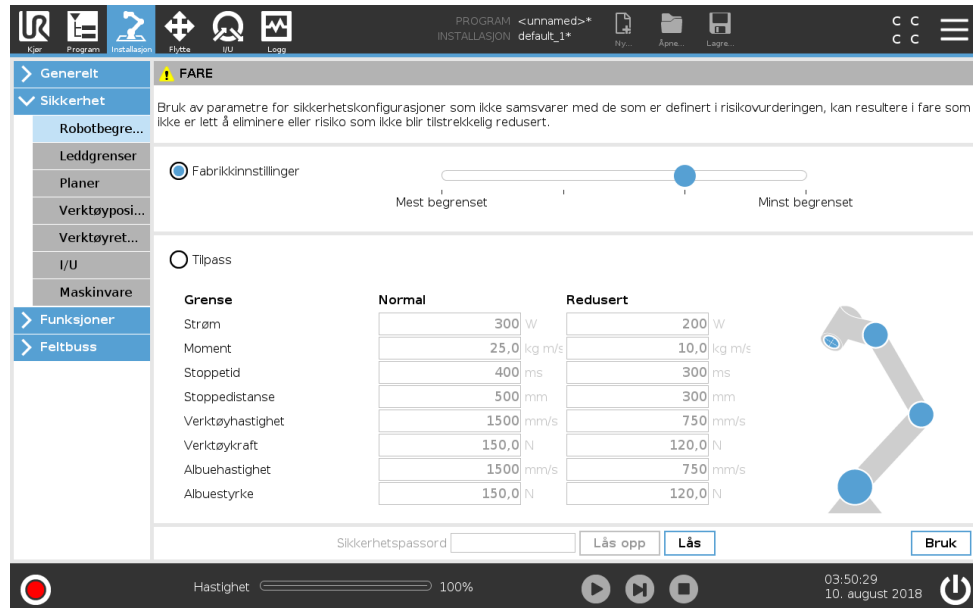 UR
PROGRAM <unnamed>*
INSTALLASJON default_1*
Kjør Program Installasjon Flytte I/U Logg
Ny... Åpne... Lagre...
C C
C C
Generelt
Sikkerhet
Robotbegre...
Leddgrenser
Planer
Verktøyposi...
Verktøyret...
I/U
Maskinvare
Funksjoner
Feltbuss
FARE
Bruk av parametre for sikkerhetskonfigurasjoner som ikke samsvarer med de som er definert i risikovurderingen, kan resultere i fare som
ikke er lett å eliminere eller risiko som ikke blir tilstrekkelig redusert.
Fabrikkinnstillinger
Mest begrenset Minst begrenset
Tilpass
Grense Normal Redusert
Strøm 300 W 200 W
Moment 25,0 kg m/s 10,0 kg m/s
Stoppetid 400 ms 300 ms
Stoppedistanse 500 mm 300 mm
Verktøyhastighet 1500 mm/s 750 mm/s
Verktøykraft 150,0 N 120,0 N
Albuehastighet 1500 mm/s 750 mm/s
Albuestyrke 150,0 N 120,0 N
Sikkerhetspassord Lås opp Lås Bruk
Hastighet 100%
03:50:29
10. august 2018